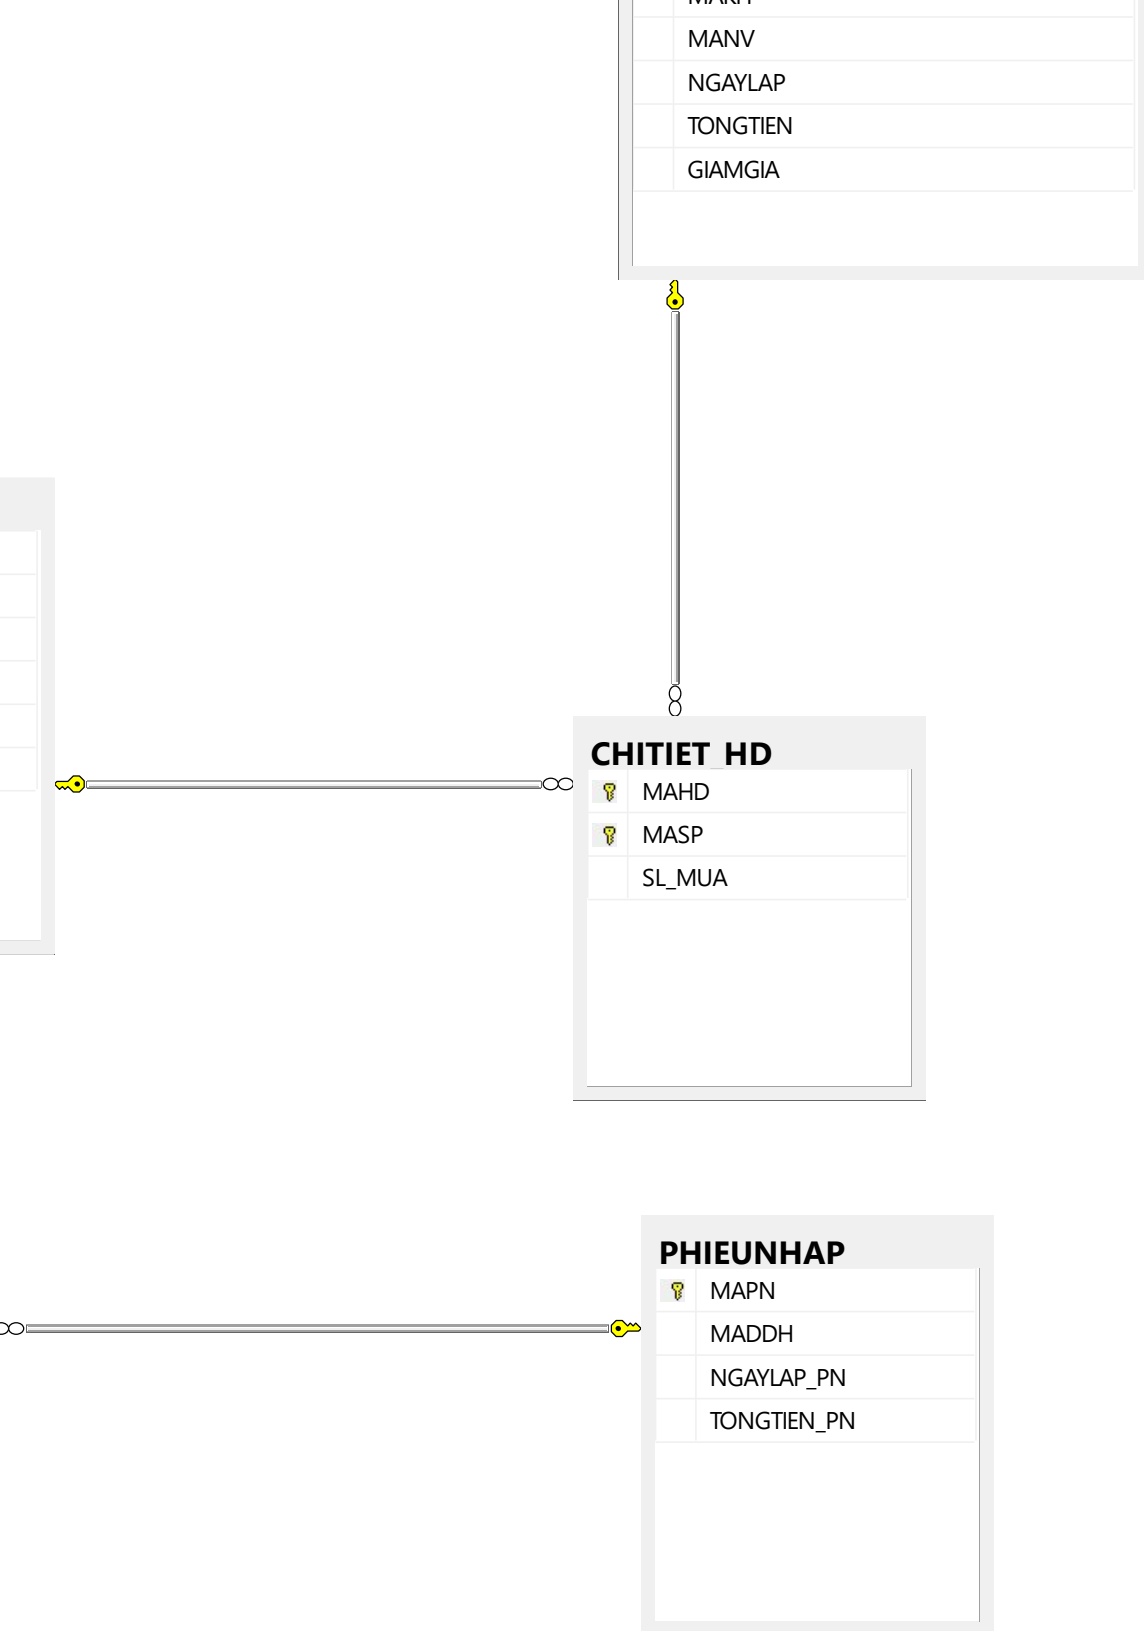 MANV
NGAYLAP
TONGTIEN
GIAMGIA
CHITIET_HD
MAHD
MASP
SL_MUA
PHIEUNHAP
MAPN
MADDH
NGAYLAP_PN
TONGTIEN_PN